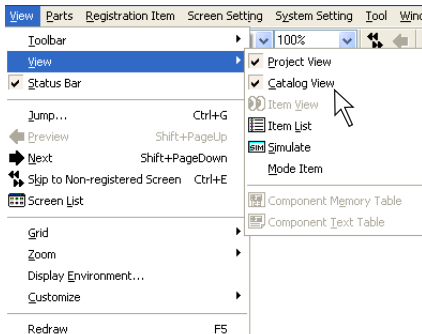 View Parts Registration Item Screen Setting System Setting Tool
Toolbar
100%
View
Project View
Status Bar
Catalog View
Item View
Jump... Ctrl+G
Item List
Preview Shift+PageUp
SIM Simulate
Next Shift+PageDown
Mode Item
Skip to Non-registered Screen Ctrl+E
Screen List
Component Memory Table
Component Text Table
Grid
Zoom
Display Environment...
Customize
Redraw F5